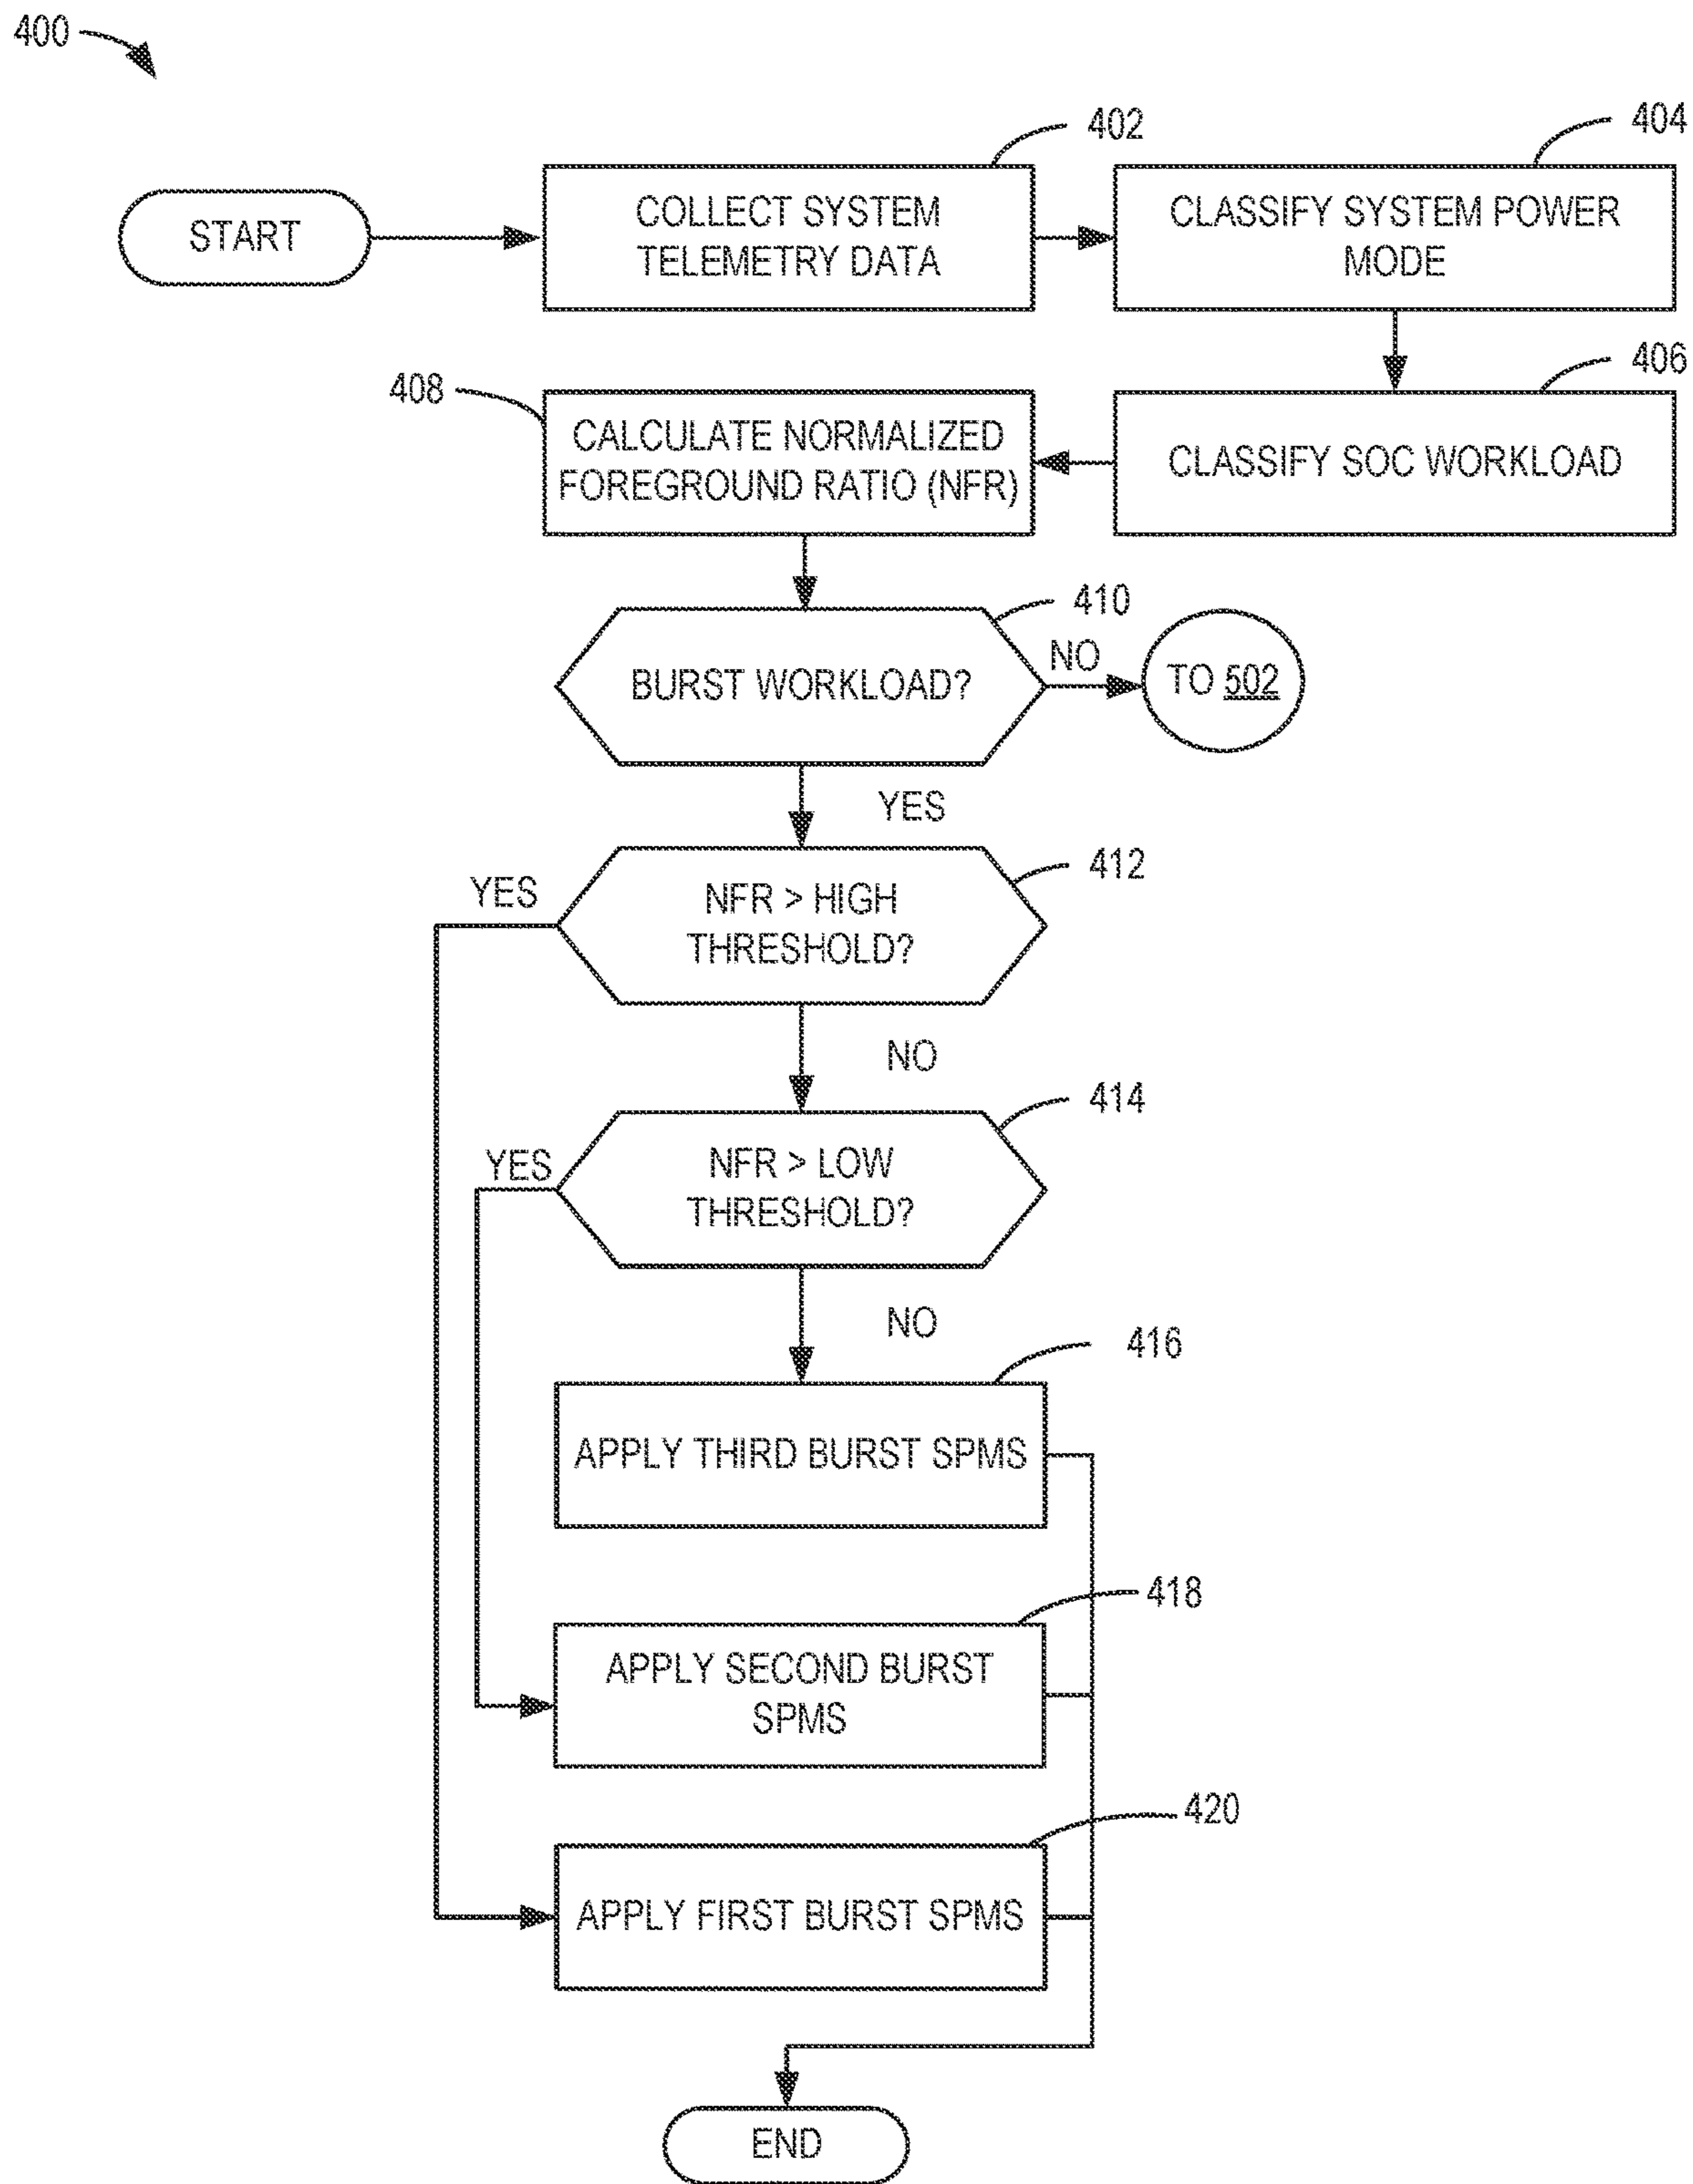 400
402
404
START
COLLECT SYSTEM
TELEMETRY DATA
CLASSIFY SYSTEM POWER
MODE
406
408
CALCULATE NORMALIZED
FOREGROUND RATIO (NFR)
CLASSIFY SOC WORKLOAD
410
BURST WORKLOAD?
NO
TO 502
YES
412
YES
NFR > HIGH
THRESHOLD?
NO
414
YES
NFR > LOW
THRESHOLD?
NO
416
APPLY THIRD BURST SPMS
418
APPLY SECOND BURST
SPMS
420
APPLY FIRST BURST SPMS
END